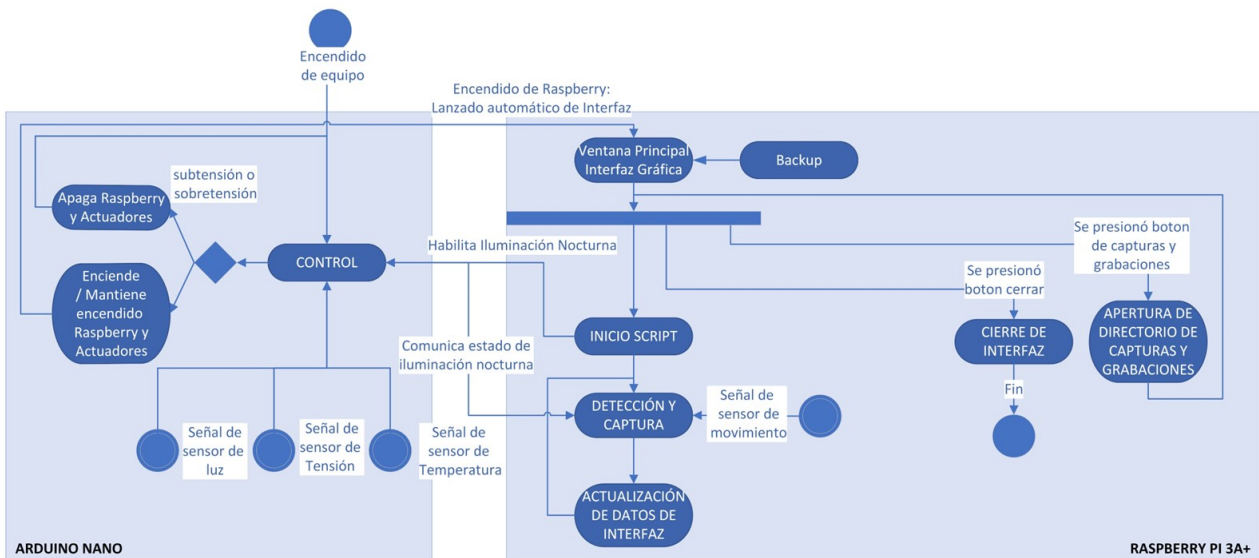 Encendido
de equipo
Encendido de Raspberry:
Lanzado automático de Interfaz
Ventana Principal
Interfaz Gráfica
Backup
subtensión o
sobretensión
Apaga Raspberry
y Actuadores
CONTROL
Habilita Iluminación Nocturna
Se presionó boton
de capturas y
grabaciones
Se presionó
boton cerrar
Enciende
/ Mantiene
encendido
Raspberry y
Actuadores
INICIO SCRIPT
CIERRE DE
INTERFAZ
APERTURA DE
DIRECTORIO DE
CAPTURAS Y
GRABACIONES
Comunica estado de
iluminación nocturna
Fin
DETECCIÓN Y
CAPTURA
Señal de
sensor de
movimiento
Señal de
sensor de
luz
Señal de
sensor de
Tensión
Señal de
sensor de
Temperatura
ACTUALIZACIÓN
DE DATOS DE
INTERFAZ
ARDUINO NANO
RASPBERRY PI 3A+